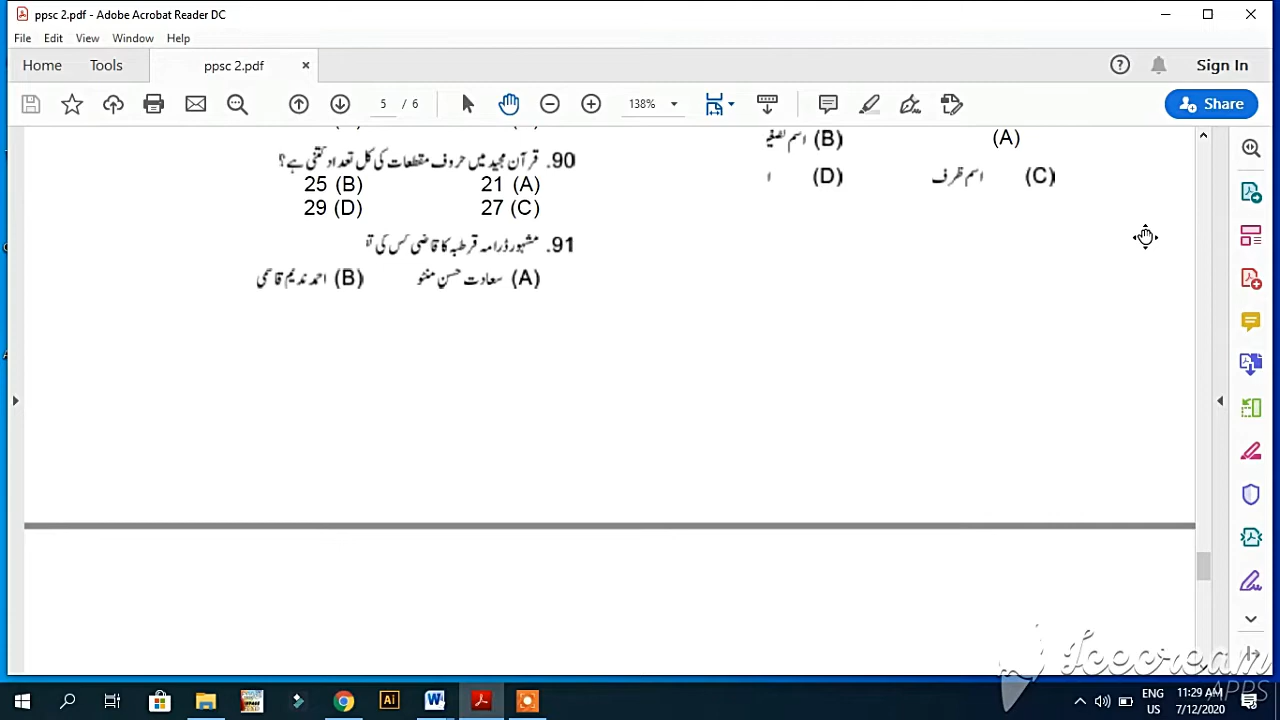 ppsc 2.pdf - Adobe Acrobat Reader DC
File Edit View Window Help
Home Tools ppsc 2.pdf × Sign In
5 / 6 138% Share
90. قرآن مجید میں حروف مقطعات کی کل تعداد کتنی ہے؟
21 (A) 25 (B)
27 (C) 29 (D)
91. مشہور ڈرامہ قرطبہ کا قاضی کس کی
(A) سعادت حسن منٹو (B) احمد ندیم قاسمی
(A) (B) اسم تصغیر
(C) اسم ظرف (D) ا
Icecream
APPS
ENG 11:29 AM
US 7/12/2020